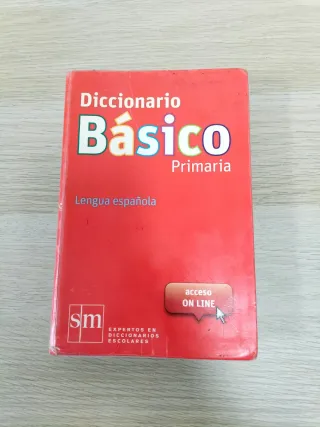 Diccionario
Básico
Primaria
Lengua española
acceso
ON LINE
sm
EXPERTOS EN
DICCIONARIOS
ESCOLARES